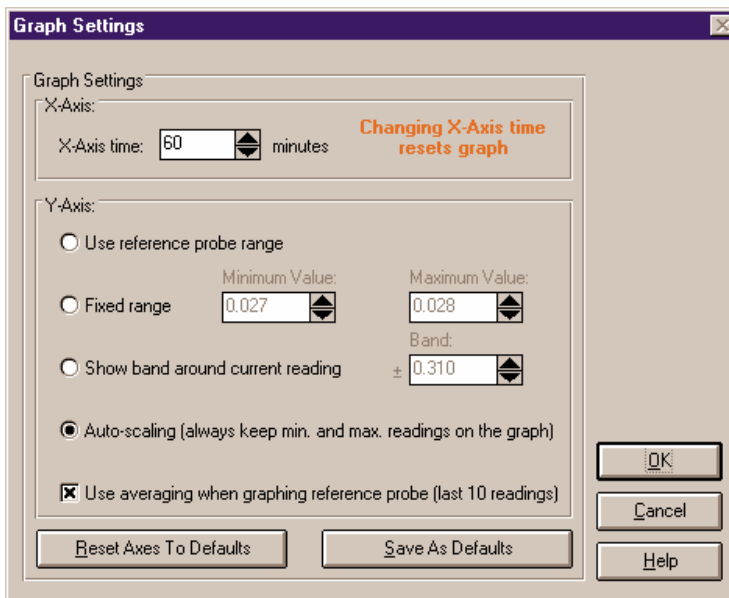 Graph Settings
Graph Settings
X-Axis:
X-Axis time: 60 minutes
Changing X-Axis time
resets graph
Y-Axis:
Use reference probe range
Minimum Value: Maximum Value:
Fixed range 0.027 0.028
Band:
Show band around current reading ± 0.310
Auto-scaling (always keep min. and max. readings on the graph)
Use averaging when graphing reference probe (last 10 readings)
Reset Axes To Defaults Save As Defaults
OK
Cancel
Help